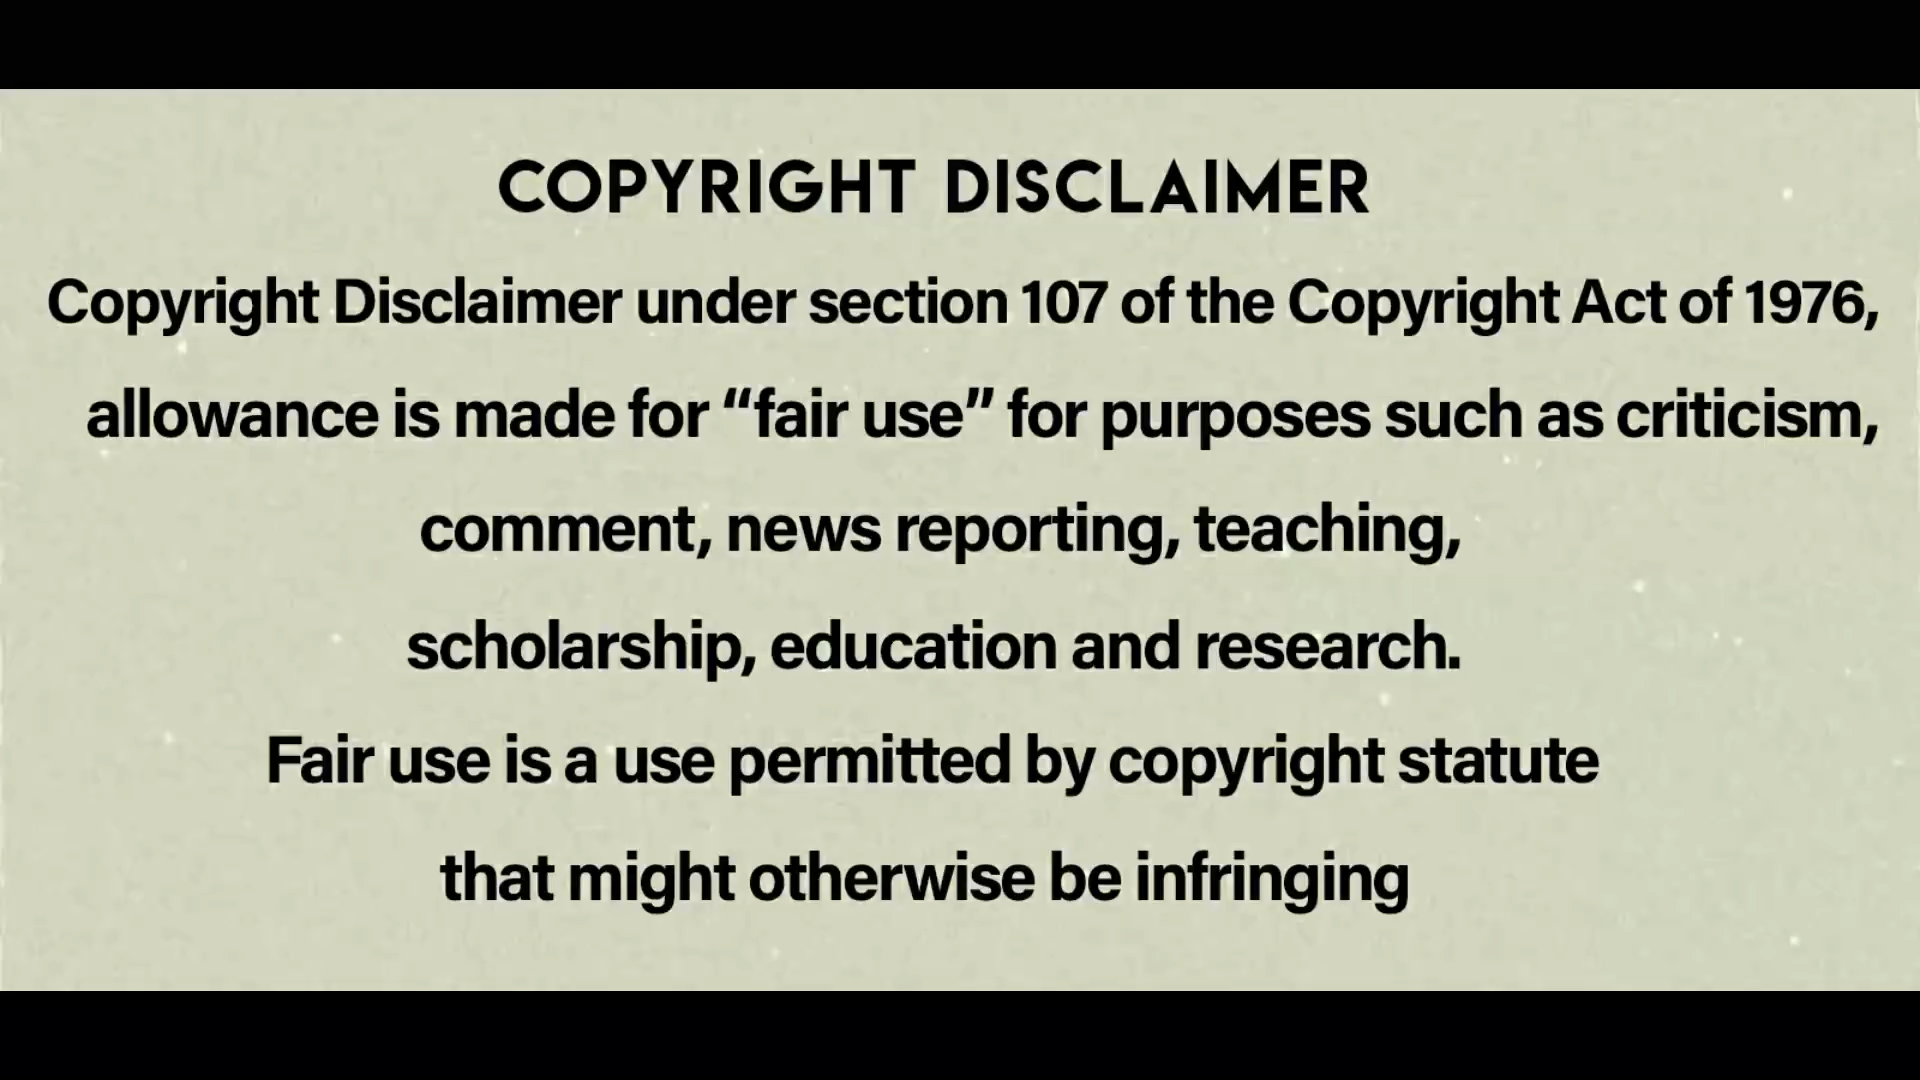 COPYRIGHT DISCLAIMER
Copyright Disclaimer under section 107 of the Copyright Act of 1976,
allowance is made for “fair use” for purposes such as criticism,
comment, news reporting, teaching,
scholarship, education and research.
Fair use is a use permitted by copyright statute
that might otherwise be infringing